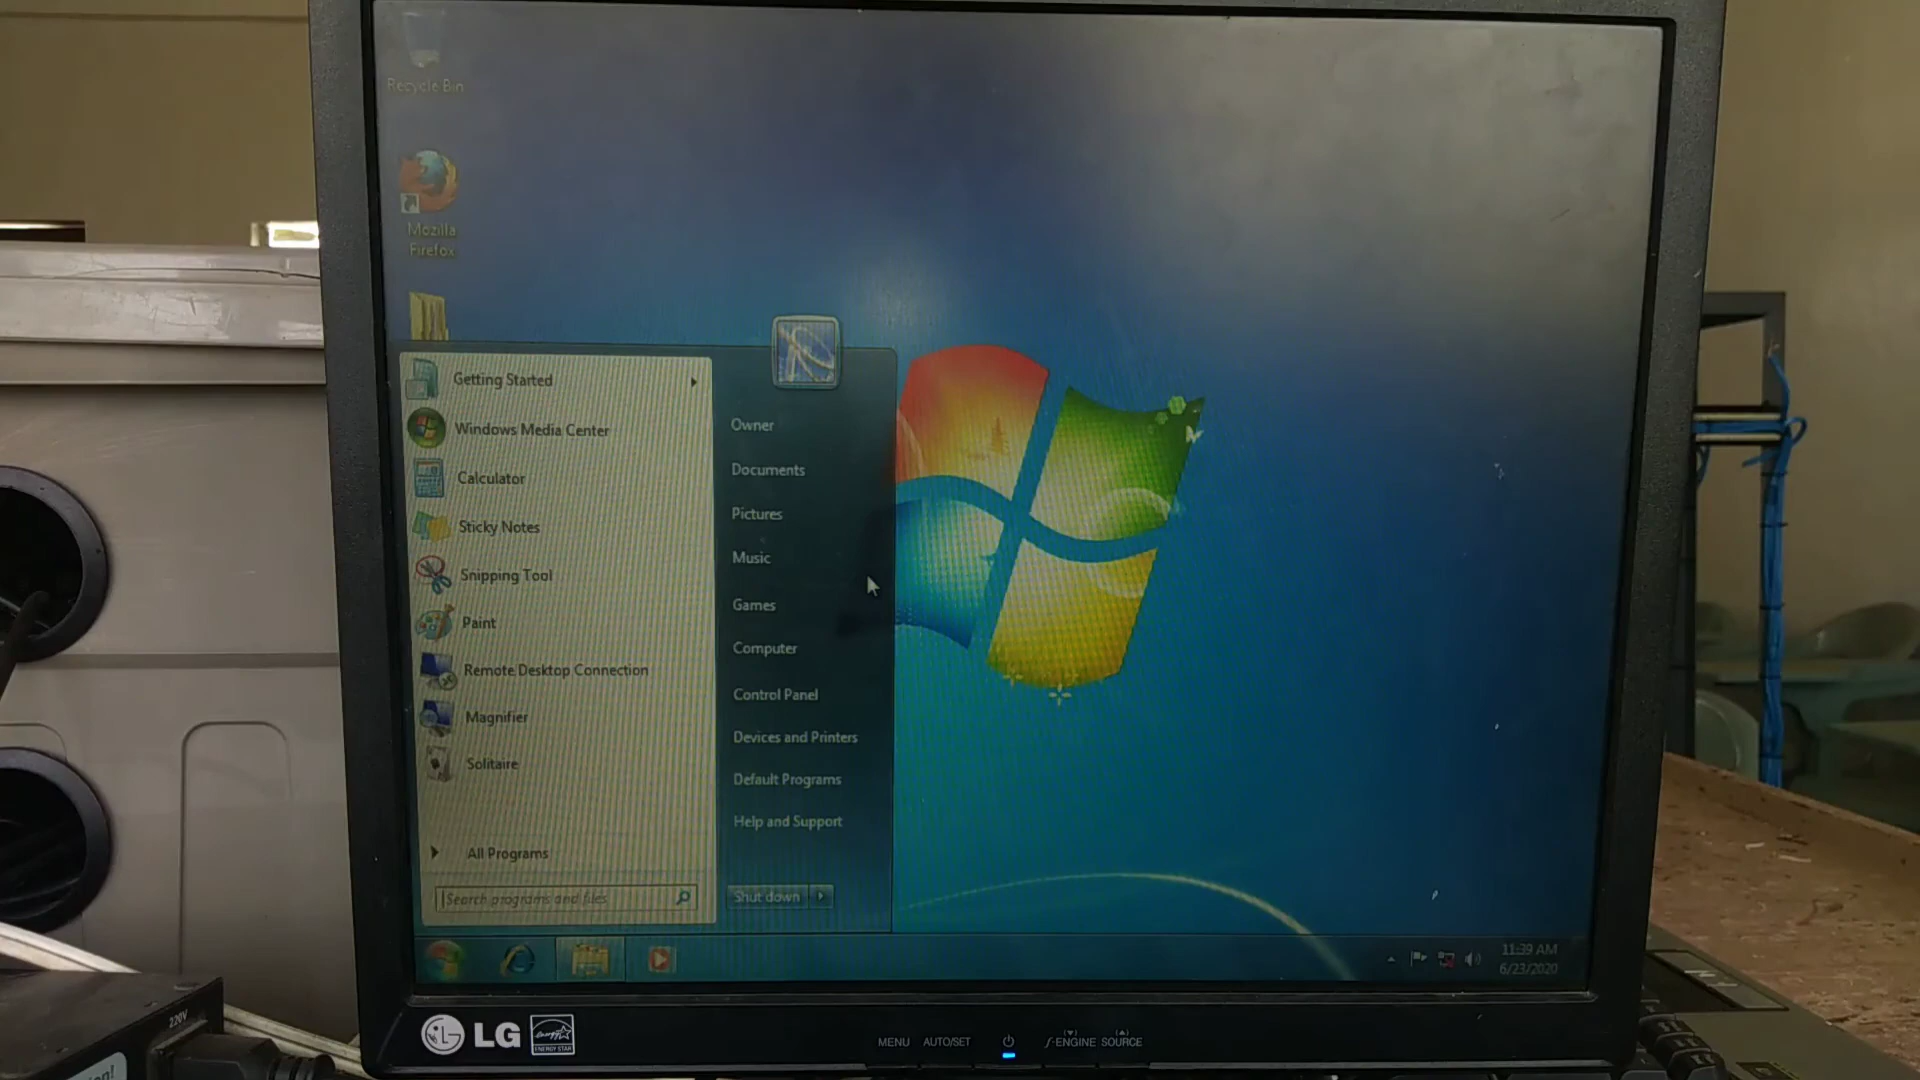 Recycle Bin
Mozilla
Firefox
Getting Started
Windows Media Center
Calculator
Sticky Notes
Snipping Tool
Paint
Remote Desktop Connection
Magnifier
Solitaire
All Programs
Search programs and files
Owner
Documents
Pictures
Music
Games
Computer
Control Panel
Devices and Printers
Default Programs
Help and Support
Shut down
11:39 AM
6/23/2020
LG
ENERGY STAR
MENU AUTO/SET f-ENGINE SOURCE
220V